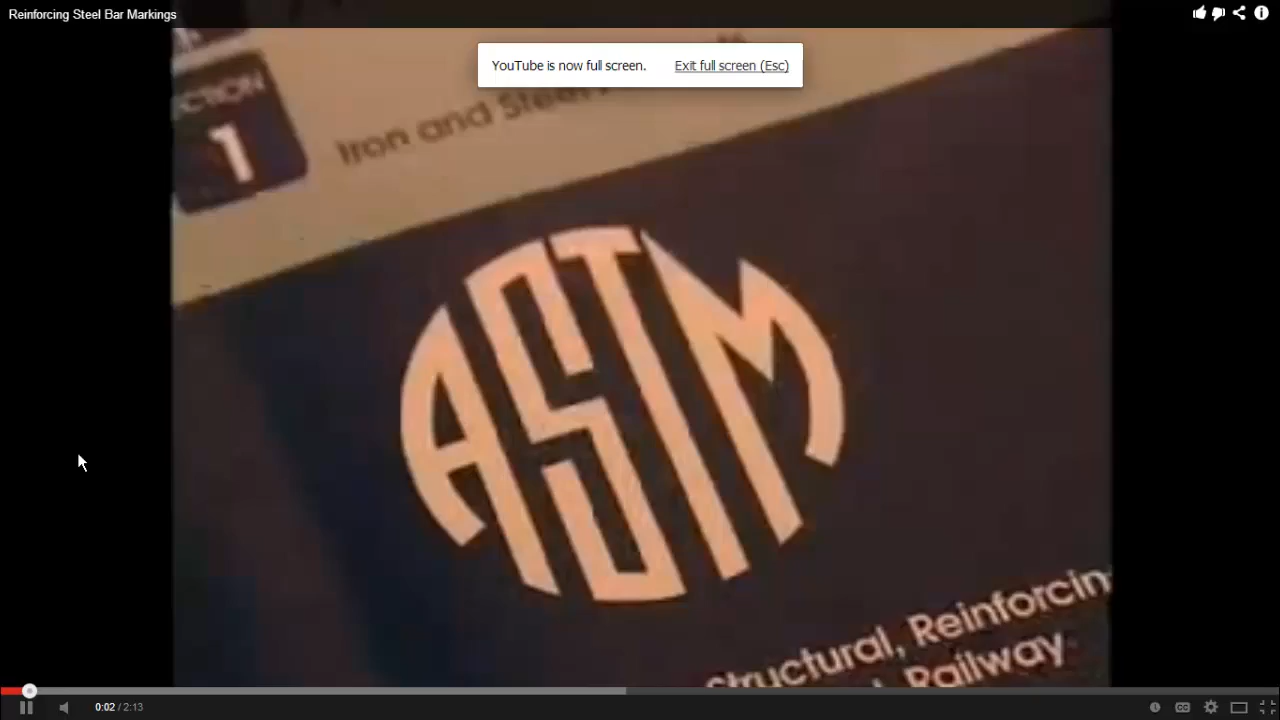 Reinforcing Steel Bar Markings
YouTube is now full screen. Exit full screen (Esc)
1
Iron and Steel
ASTM
Reinforcin
Railway
0:02 / 2:13
CC